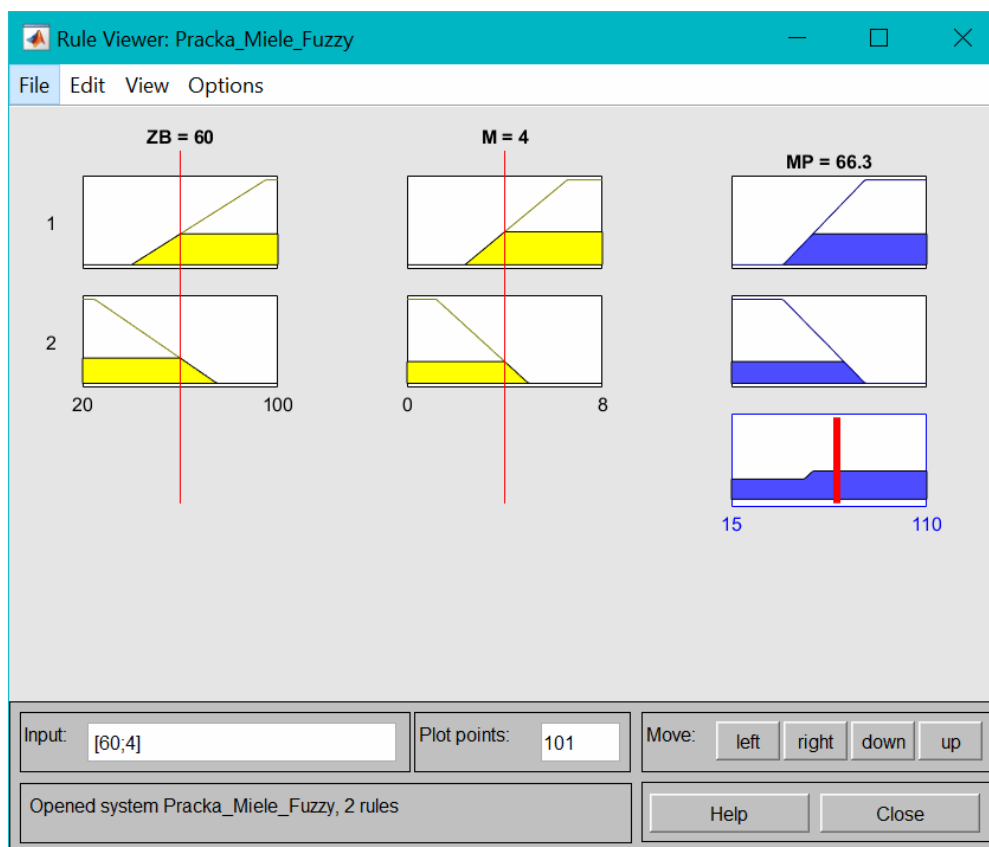 Rule Viewer: Pracka_Miele_Fuzzy
File Edit View Options
ZB = 60 M = 4 MP = 66.3
1
2
20 100 0 8
15 110
Input: [60;4] Plot points: 101 Move: left right down up
Opened system Pracka_Miele_Fuzzy, 2 rules Help Close